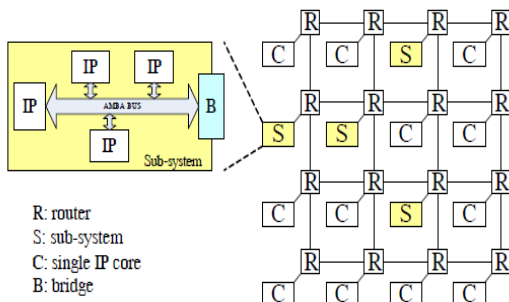 R R R R
C C S C
IP IP
IP AMBA BUS B
IP
Sub-system
R R R R
S S C C
R R R R
C C S C
R R R R
C C C C
R: router
S: sub-system
C: single IP core
B: bridge